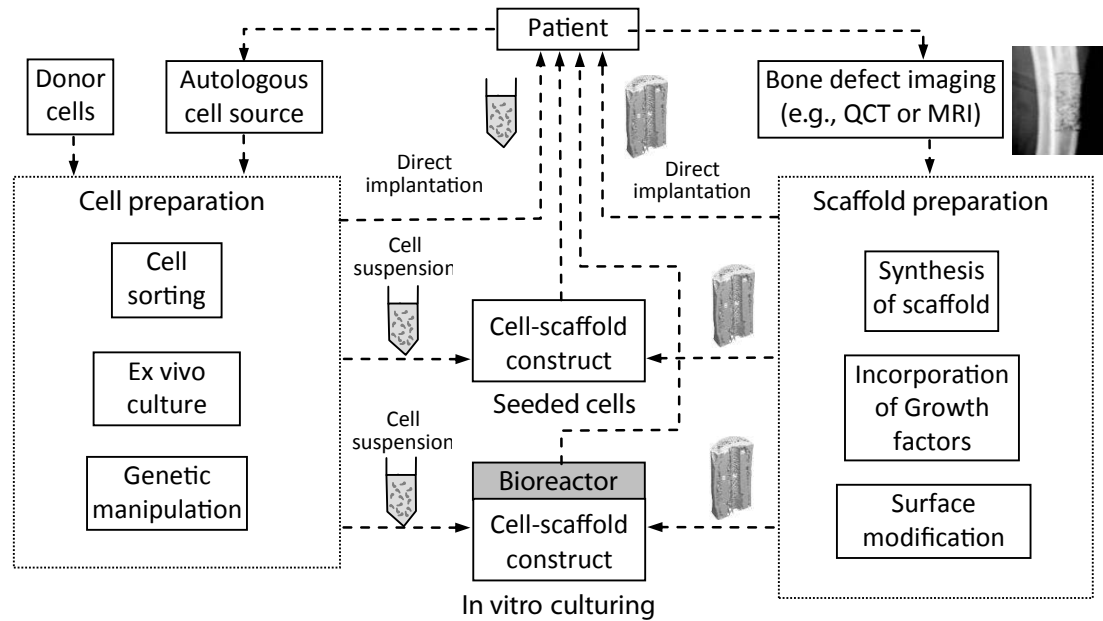 Patient
Donor
cells
Autologous
cell source
Bone defect imaging
(e.g., QCT or MRI)
Direct
implantation
Direct
implantation
Cell preparation
Scaffold preparation
Cell
sorting
Cell
suspension
Synthesis
of scaffold
Cell-scaffold
construct
Seeded cells
Ex vivo
culture
Incorporation
of Growth
factors
Cell
suspension
Genetic
manipulation
Bioreactor
Cell-scaffold
construct
Surface
modification
In vitro culturing